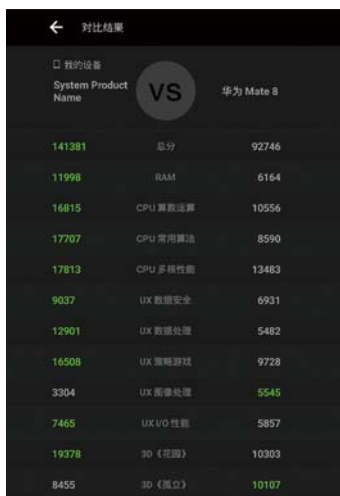 对比结果
我的设备
System Product
Name
VS
华为 Mate 8
141381 总分 92746
11998 RAM 6164
16815 CPU 算数运算 10556
17707 CPU 常用算法 8590
17813 CPU 多核性能 13483
9037 UX 数据安全 6931
12901 UX 数据处理 5482
16508 UX 策略游戏 9728
3304 UX 图像处理 5545
7465 UX I/O 性能 5857
19378 3D《花园》 10303
8455 3D《孤立》 10107